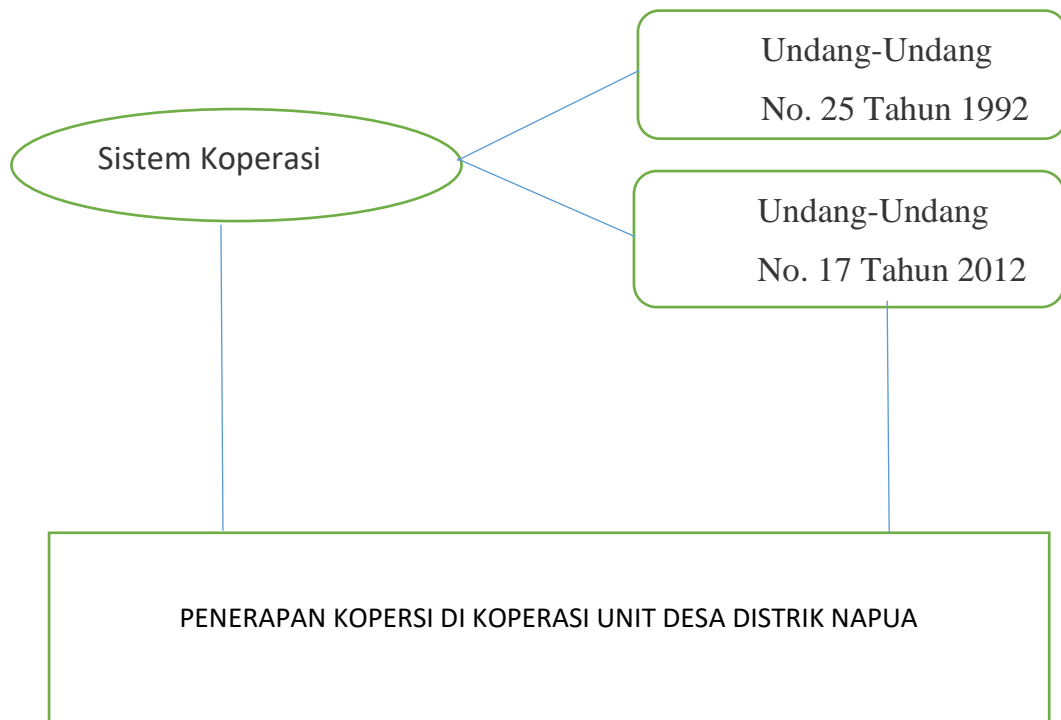 Undang-Undang
No. 25 Tahun 1992
Sistem Koperasi
Undang-Undang
No. 17 Tahun 2012
PENERAPAN KOPERSI DI KOPERASI UNIT DESA DISTRIK NAPUA